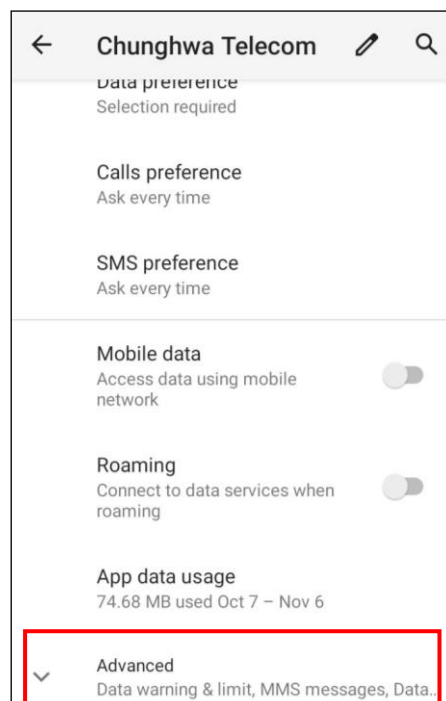 Chunghwa Telecom
Data preference
Selection required
Calls preference
Ask every time
SMS preference
Ask every time
Mobile data
Access data using mobile
network
Roaming
Connect to data services when
roaming
App data usage
74.68 MB used Oct 7 – Nov 6
Advanced
Data warning & limit, MMS messages, Data..